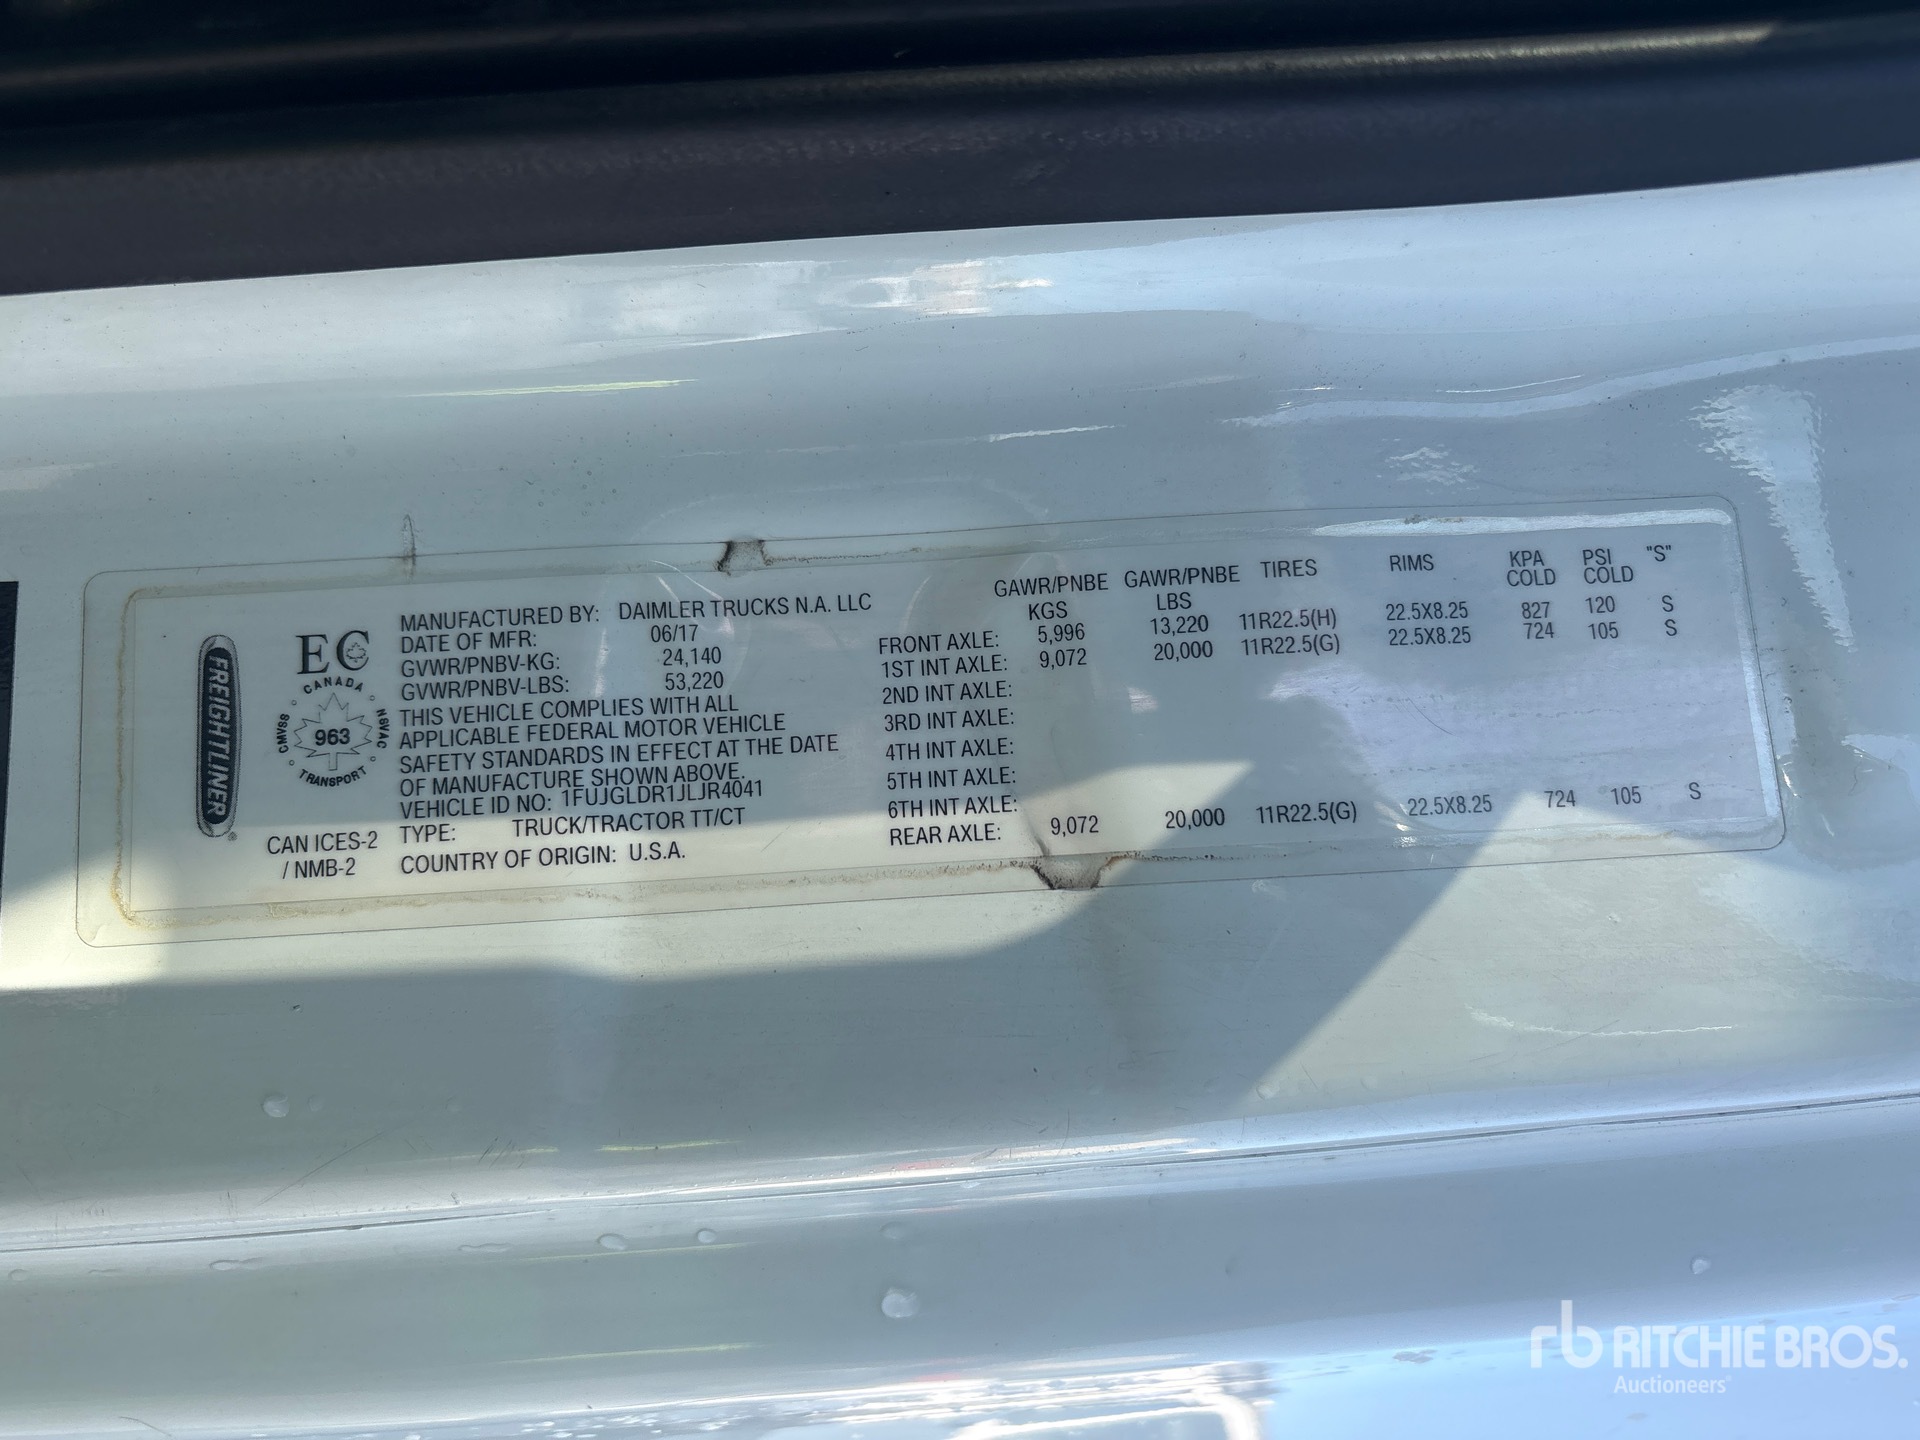 FREIGHTLINER®
EC
CANADA
CMVSS
NSVAC
963
TRANSPORT
CAN ICES-2
/ NMB-2
MANUFACTURED BY: DAIMLER TRUCKS N.A. LLC
DATE OF MFR: 06/17
GVWR/PNBV-KG: 24,140
GVWR/PNBV-LBS: 53,220
THIS VEHICLE COMPLIES WITH ALL
APPLICABLE FEDERAL MOTOR VEHICLE
SAFETY STANDARDS IN EFFECT AT THE DATE
OF MANUFACTURE SHOWN ABOVE.
VEHICLE ID NO: 1FUJGLDR1JLJR4041
TYPE: TRUCK/TRACTOR TT/CT
COUNTRY OF ORIGIN: U.S.A.
GAWR/PNBE GAWR/PNBE TIRES RIMS KPA PSI "S"
KGS LBS COLD COLD
FRONT AXLE: 5,996 13,220 11R22.5(H) 22.5X8.25 827 120 S
1ST INT AXLE: 9,072 20,000 11R22.5(G) 22.5X8.25 724 105 S
2ND INT AXLE:
3RD INT AXLE:
4TH INT AXLE:
5TH INT AXLE:
6TH INT AXLE:
REAR AXLE: 9,072 20,000 11R22.5(G) 22.5X8.25 724 105 S
rb RITCHIE BROS.
Auctioneers